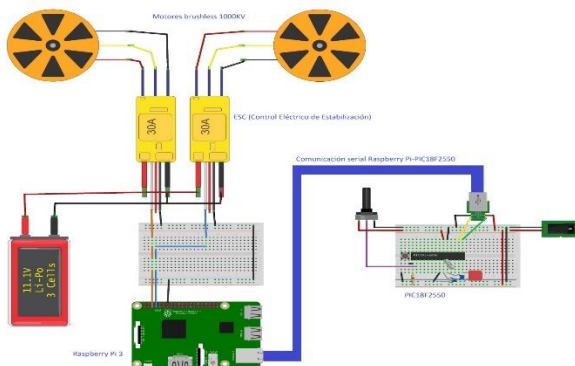 Motores brushless 1000KV
30A
30A
ESC (Control Eléctrico de Estabilización)
Comunicación serial Raspberry Pi-PIC18F2550
11.1V
Li-Po
3 Cells
PIC18F2550
Raspberry Pi 3